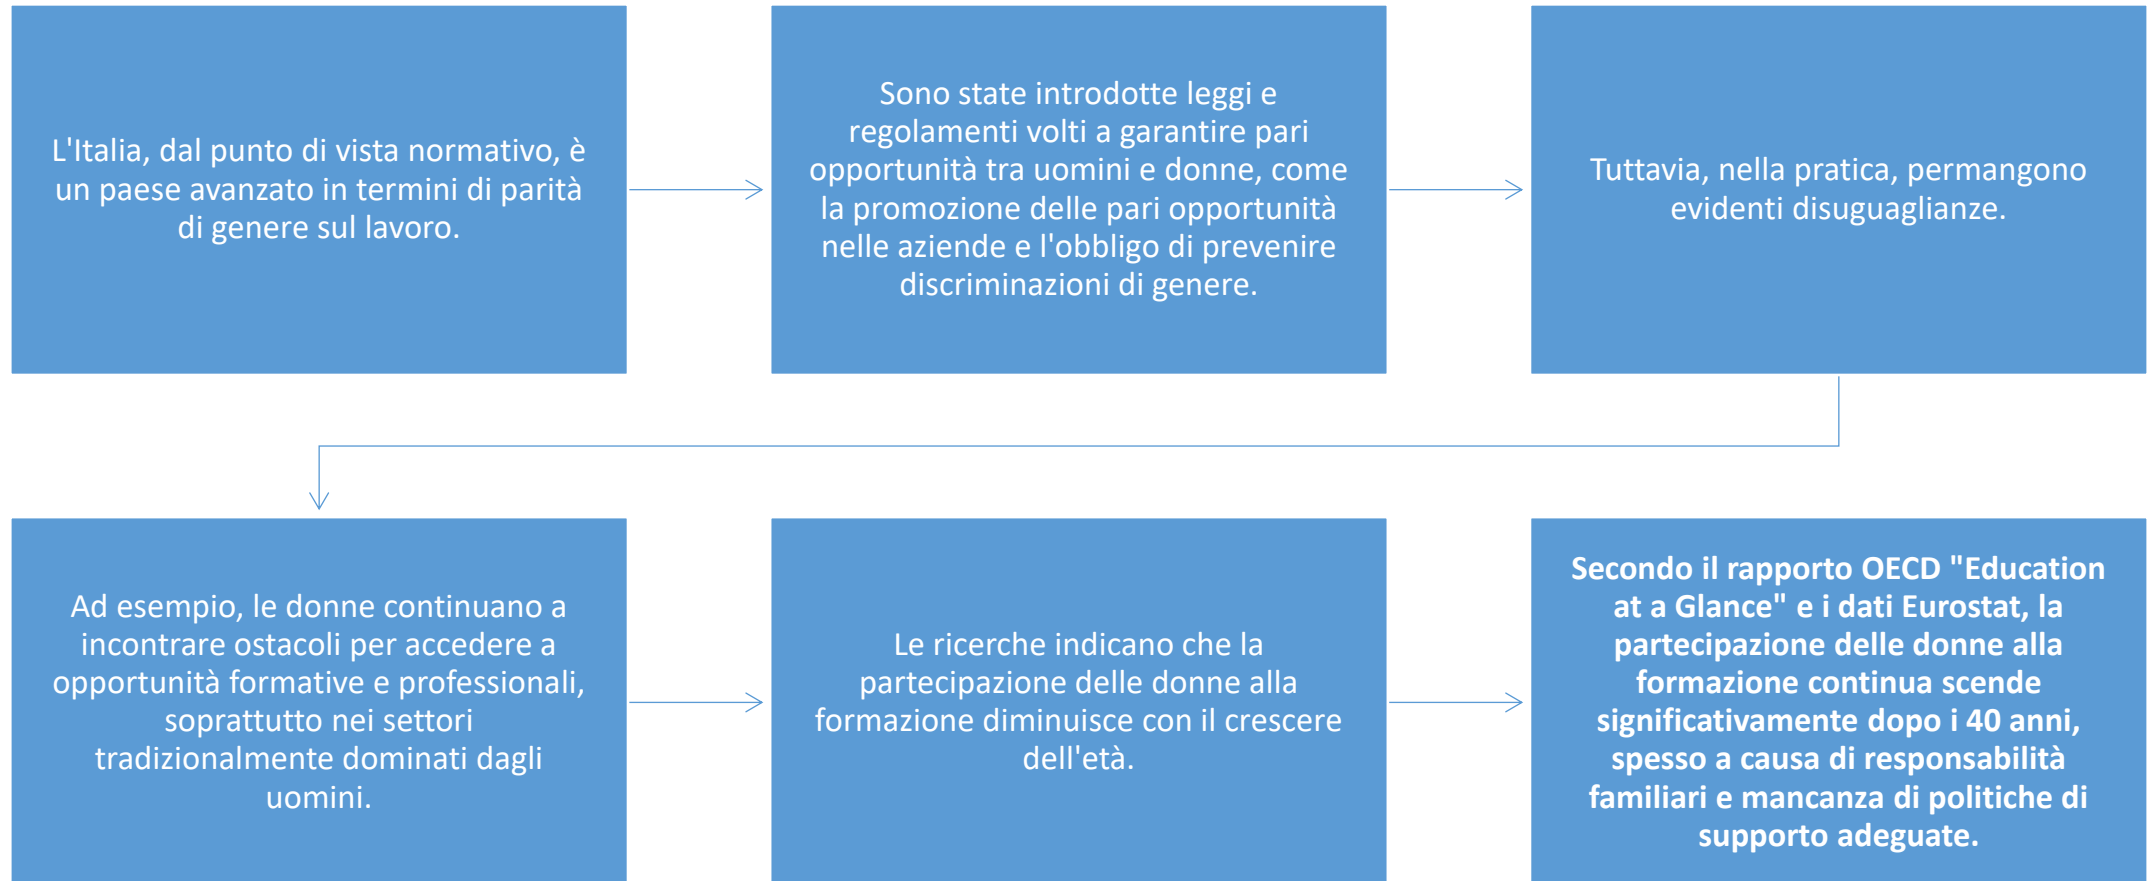 L'Italia, dal punto di vista normativo, è
un paese avanzato in termini di parità
di genere sul lavoro.
Sono state introdotte leggi e
regolamenti volti a garantire pari
opportunità tra uomini e donne, come
la promozione delle pari opportunità
nelle aziende e l'obbligo di prevenire
discriminazioni di genere.
Tuttavia, nella pratica, permangono
evidenti disuguaglianze.
Ad esempio, le donne continuano a
incontrare ostacoli per accedere a
opportunità formative e professionali,
soprattutto nei settori
tradizionalmente dominati dagli
uomini.
Le ricerche indicano che la
partecipazione delle donne alla
formazione diminuisce con il crescere
dell'età.
Secondo il rapporto OECD "Education
at a Glance" e i dati Eurostat, la
partecipazione delle donne alla
formazione continua scende
significativamente dopo i 40 anni,
spesso a causa di responsabilità
familiari e mancanza di politiche di
supporto adeguate.